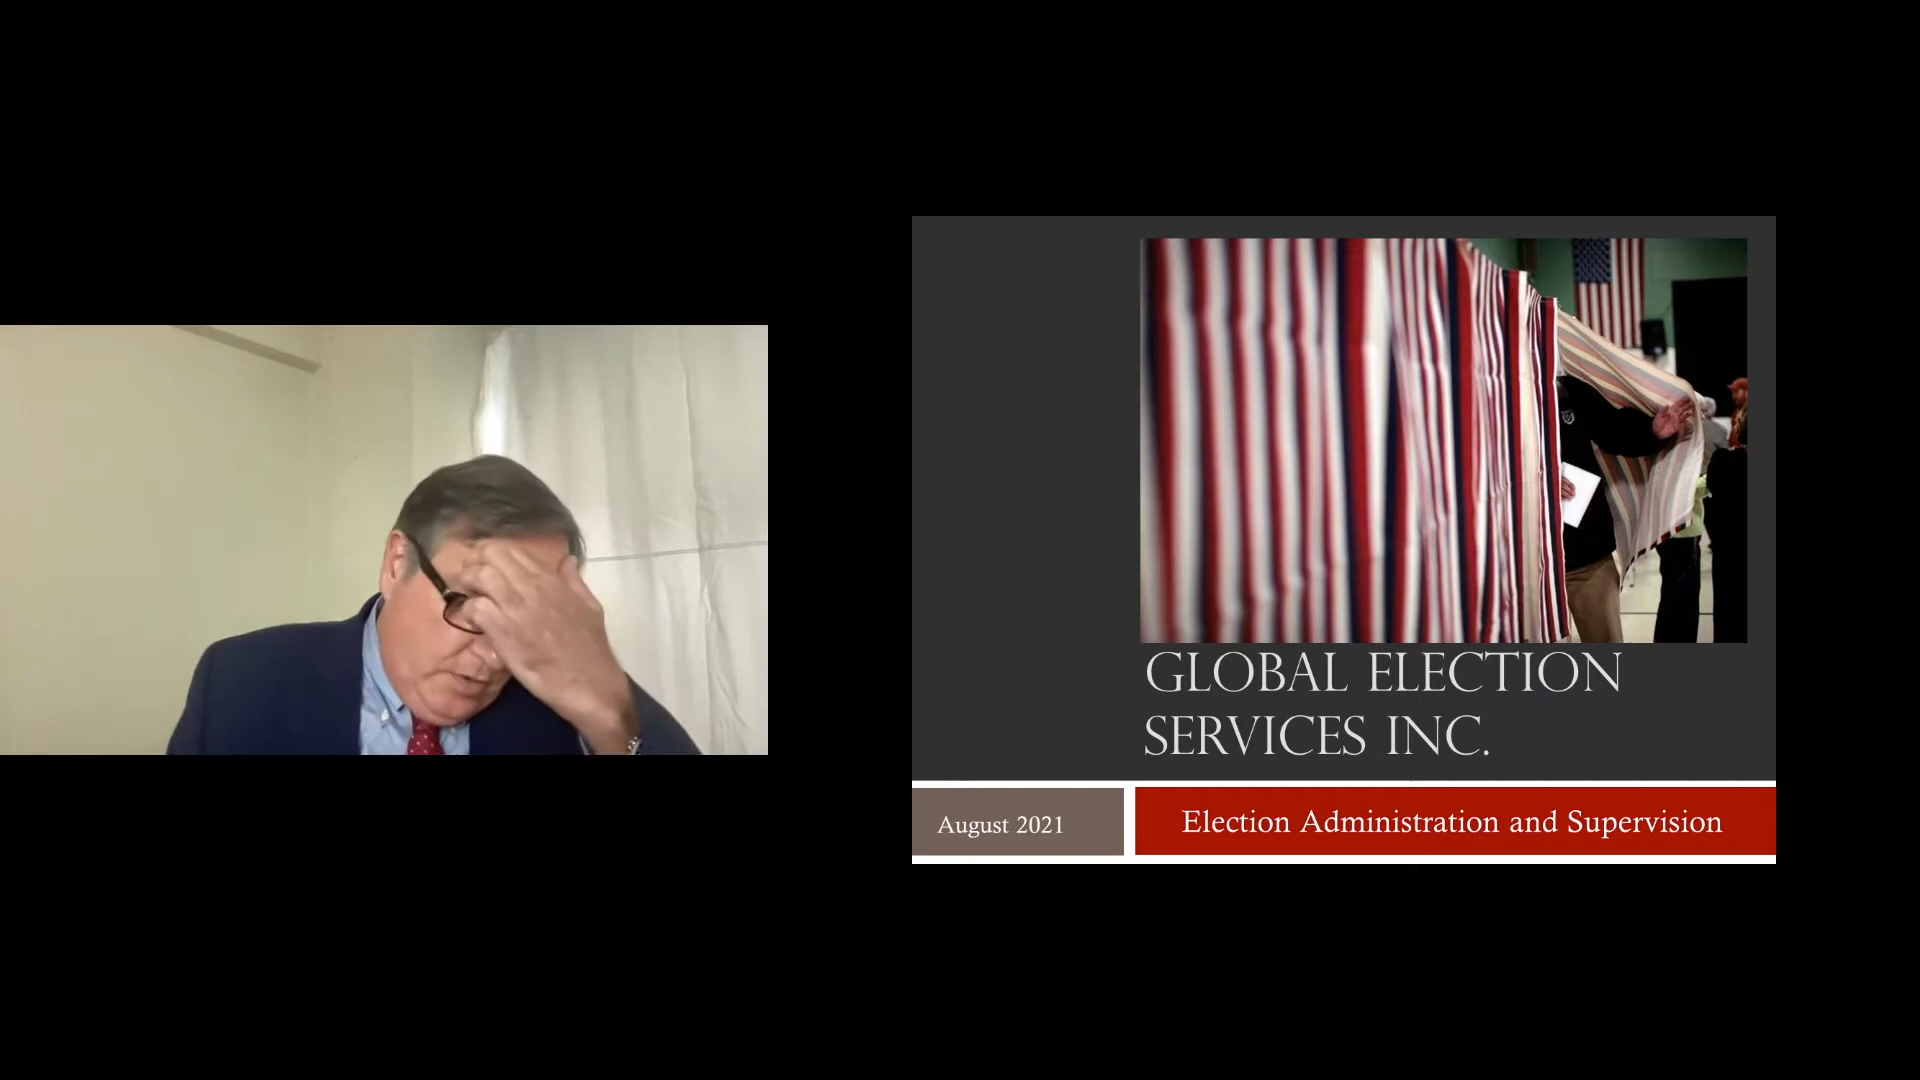 GLOBAL ELECTION
SERVICES INC.
August 2021
Election Administration and Supervision